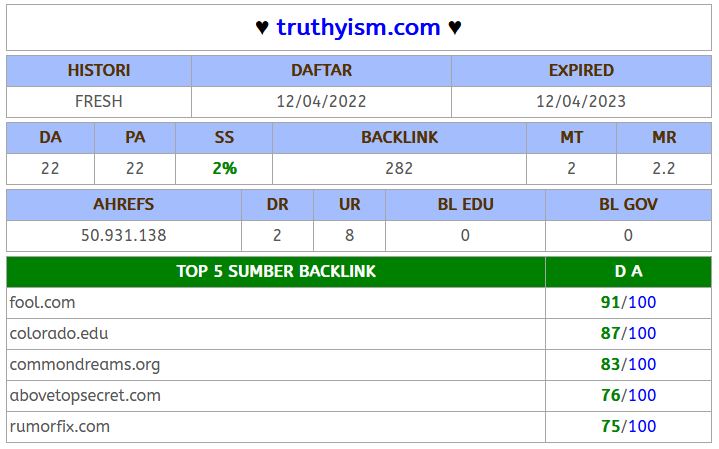 ♥ truthyism.com ♥
HISTORI DAFTAR EXPIRED
FRESH 12/04/2022 12/04/2023
DA PA SS BACKLINK MT MR
22 22 2% 282 2 2.2
AHREFS DR UR BL EDU BL GOV
50.931.138 2 8 0 0
TOP 5 SUMBER BACKLINK D A
fool.com 91/100
colorado.edu 87/100
commondreams.org 83/100
abovetopsecret.com 76/100
rumorfix.com 75/100